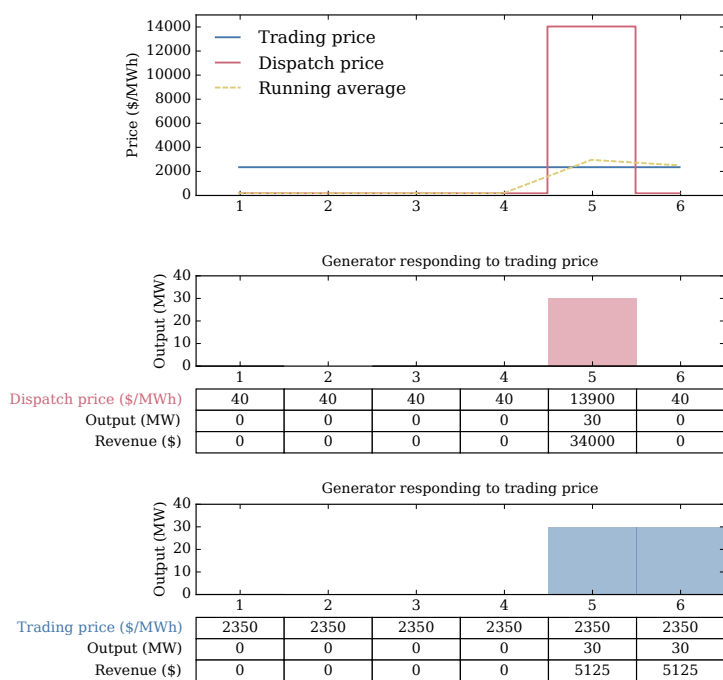 14000
12000
10000
8000
6000
4000
2000
0
Price ($/MWh)
Trading price
Dispatch price
Running average
1 2 3 4 5 6
Generator responding to trading price
40
30
20
10
0
Output (MW)
1 2 3 4 5 6
Dispatch price ($/MWh) 40 40 40 40 13900 40
Output (MW) 0 0 0 0 30 0
Revenue ($) 0 0 0 0 34000 0
Generator responding to trading price
40
30
20
10
0
Output (MW)
1 2 3 4 5 6
Trading price ($/MWh) 2350 2350 2350 2350 2350 2350
Output (MW) 0 0 0 0 30 30
Revenue ($) 0 0 0 0 5125 5125